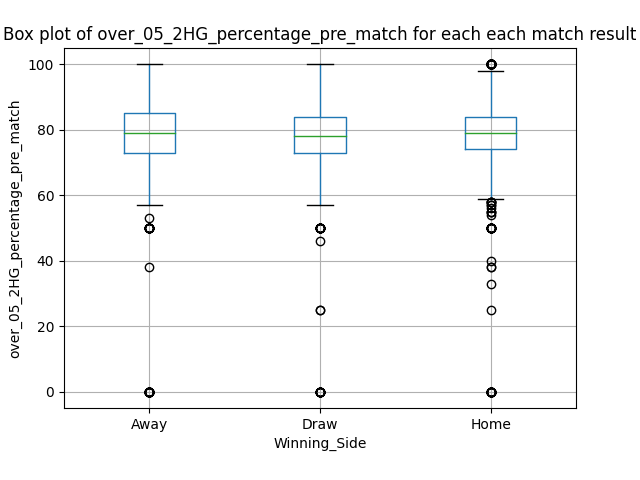 Box plot of over_05_2HG_percentage_pre_match for each each match result
100
80
60
40
20
0
over_05_2HG_percentage_pre_match
Away Draw Home
Winning_Side